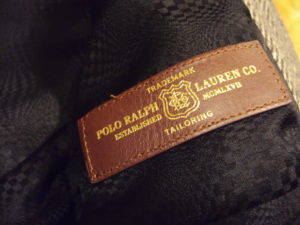 TRADEMARK
POLO RALPH LAUREN CO.
ESTABLISHED MCMLXVII
TAILORING